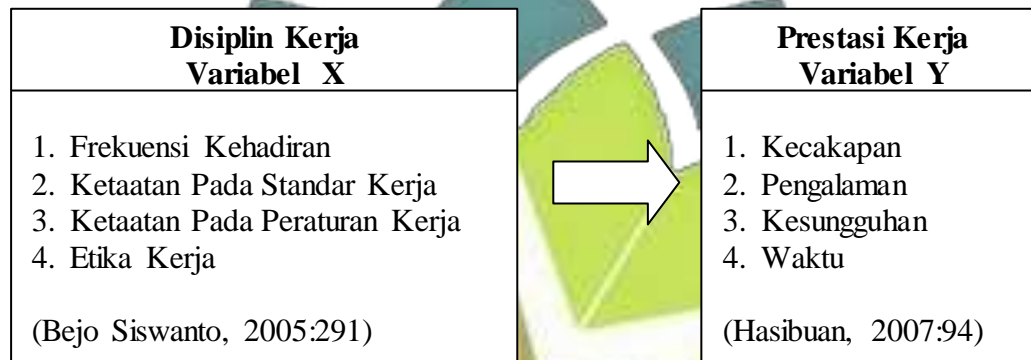 Disiplin Kerja
Variabel X
1. Frekuensi Kehadiran
2. Ketaatan Pada Standar Kerja
3. Ketaatan Pada Peraturan Kerja
4. Etika Kerja
(Bejo Siswanto, 2005:291)
Prestasi Kerja
Variabel Y
1. Kecakapan
2. Pengalaman
3. Kesungguhan
4. Waktu
(Hasibuan, 2007:94)